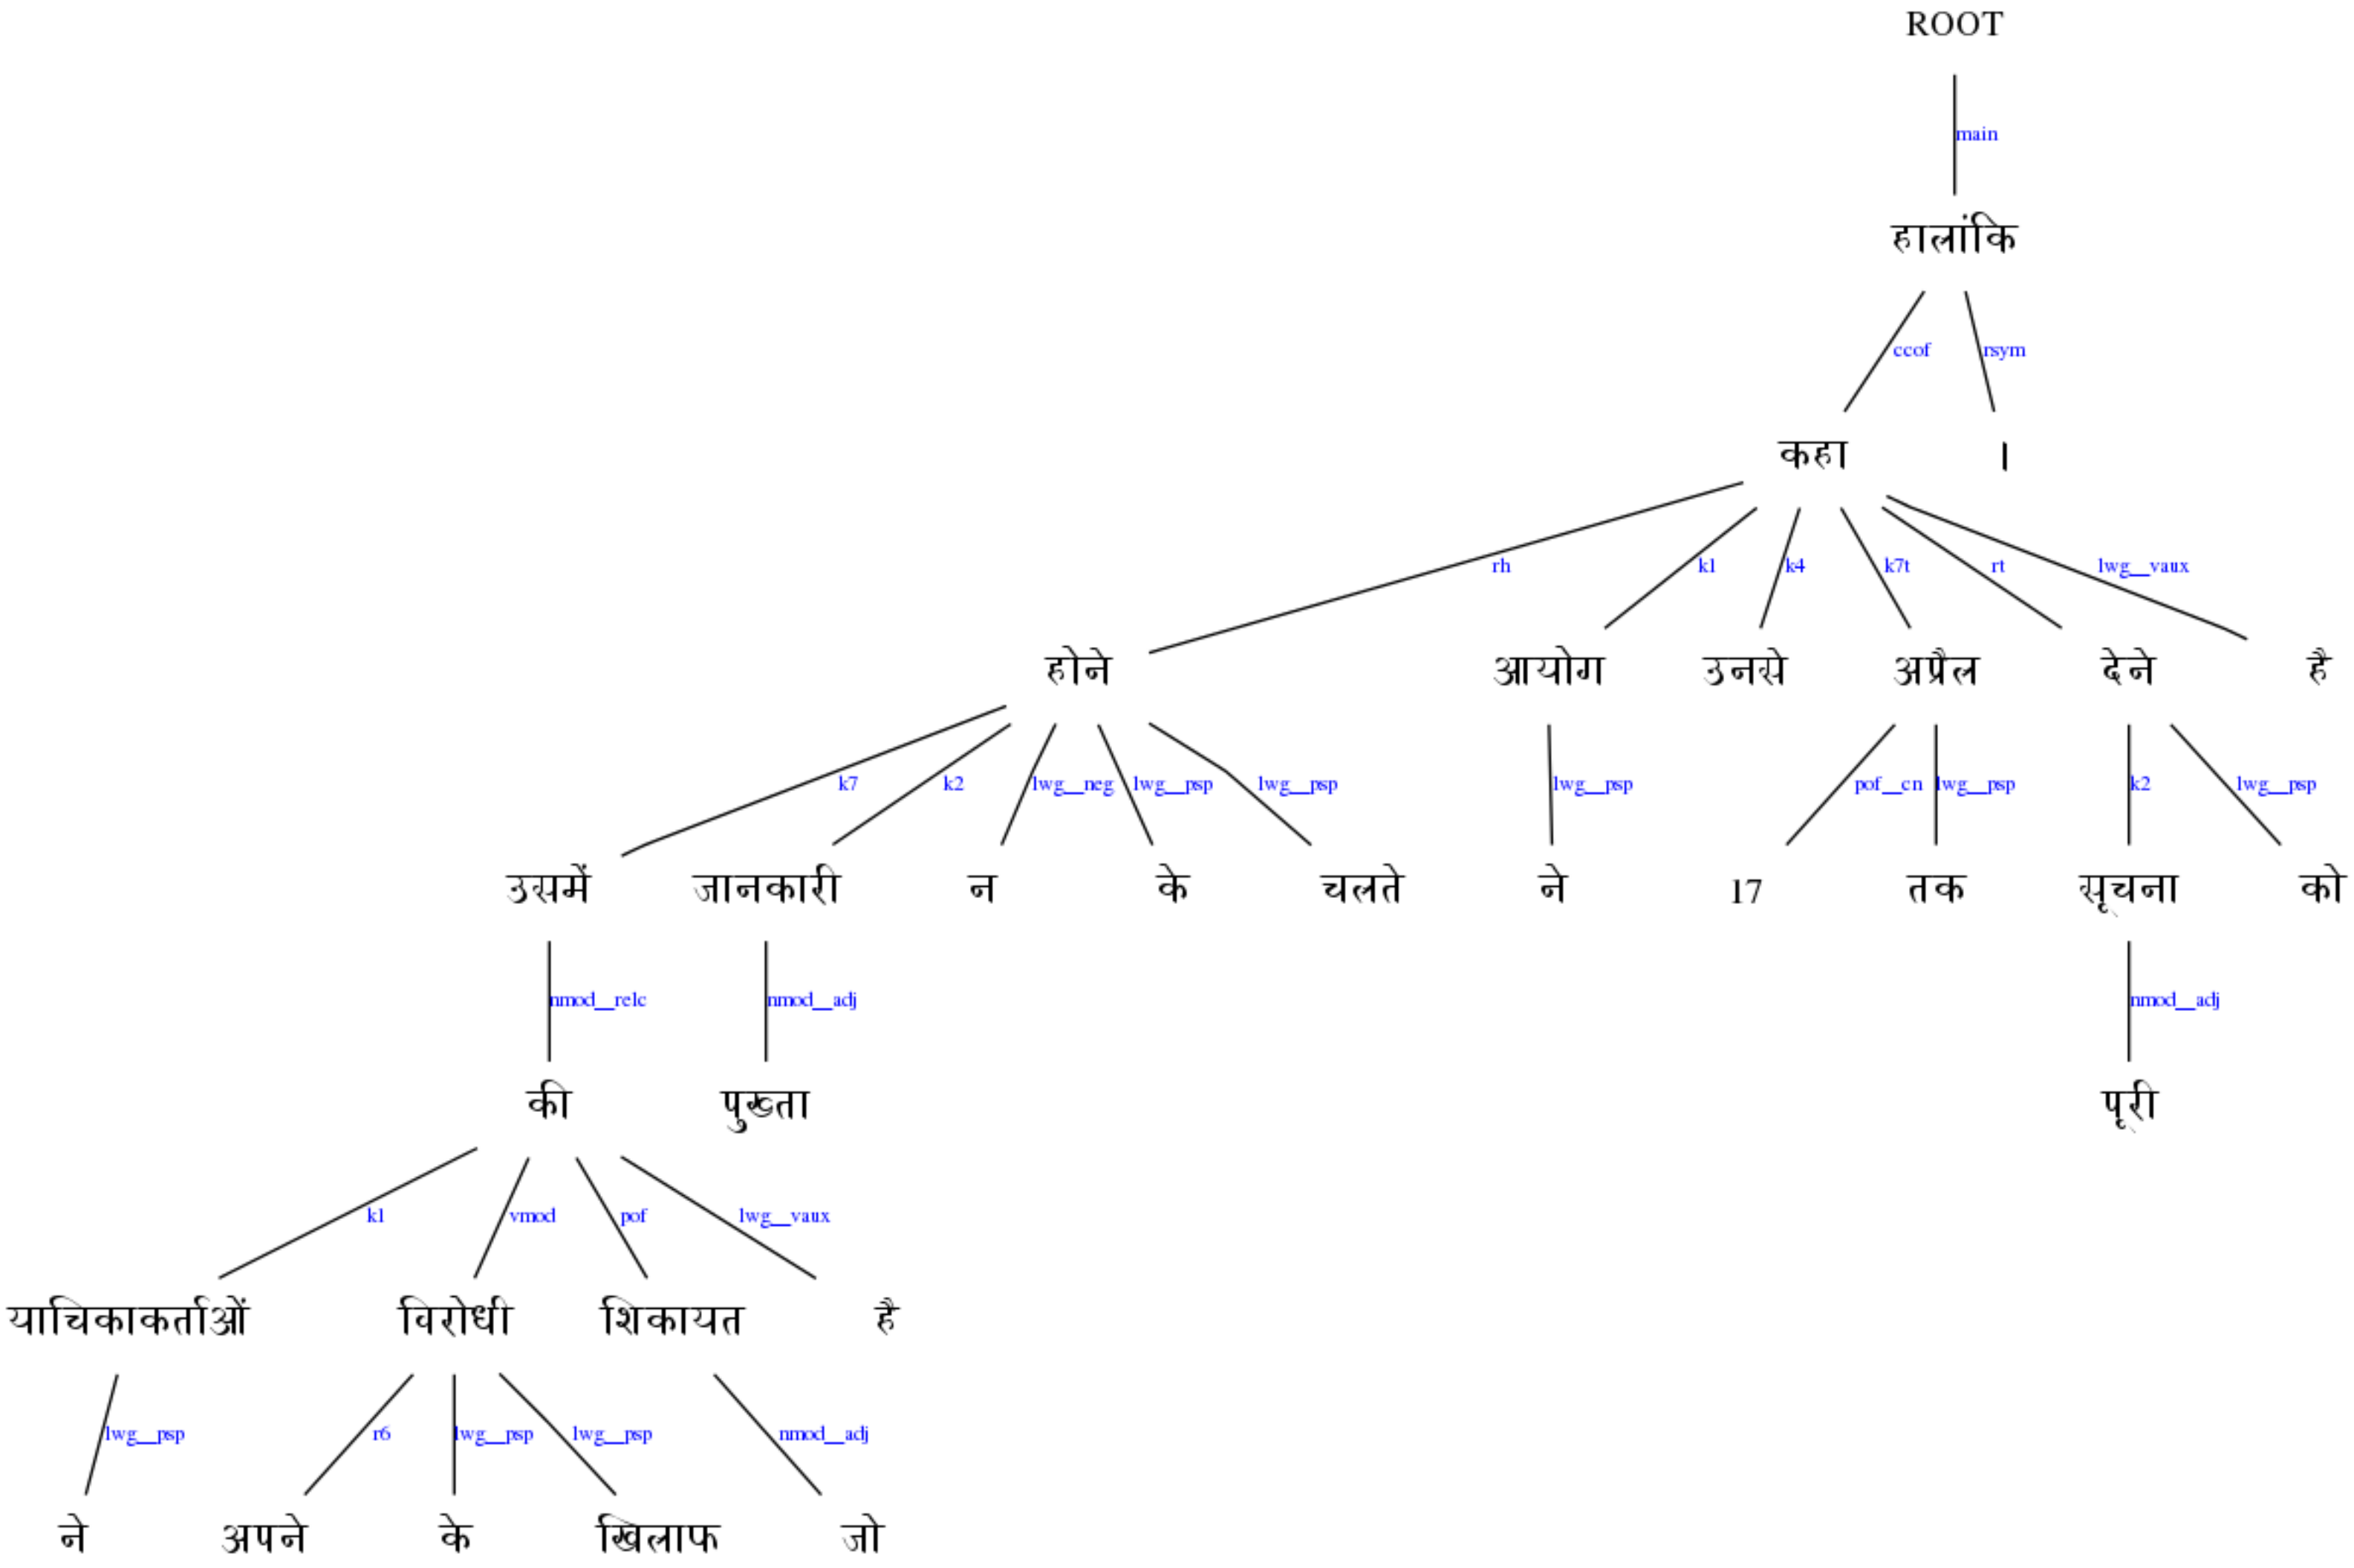 ROOT
main
हालांकि
ccof rsym
कहा ।
rh k1 k4 k7t rt lwg__vaux
होने आयोग उनसे अप्रैल देने है
k7 k2 lwg__neg lwg__psp lwg__psp lwg__psp pof__cn lwg__psp k2 lwg__psp
उसमें जानकारी न के चलते ने 17 तक सूचना को
nmod__relc nmod__adj nmod__adj
की पुख्ता पूरी
k1 vmod pof lwg__vaux
याचिकाकर्ताओं विरोधी शिकायत है
lwg__psp r6 lwg__psp lwg__psp nmod__adj
ने अपने के खिलाफ जो